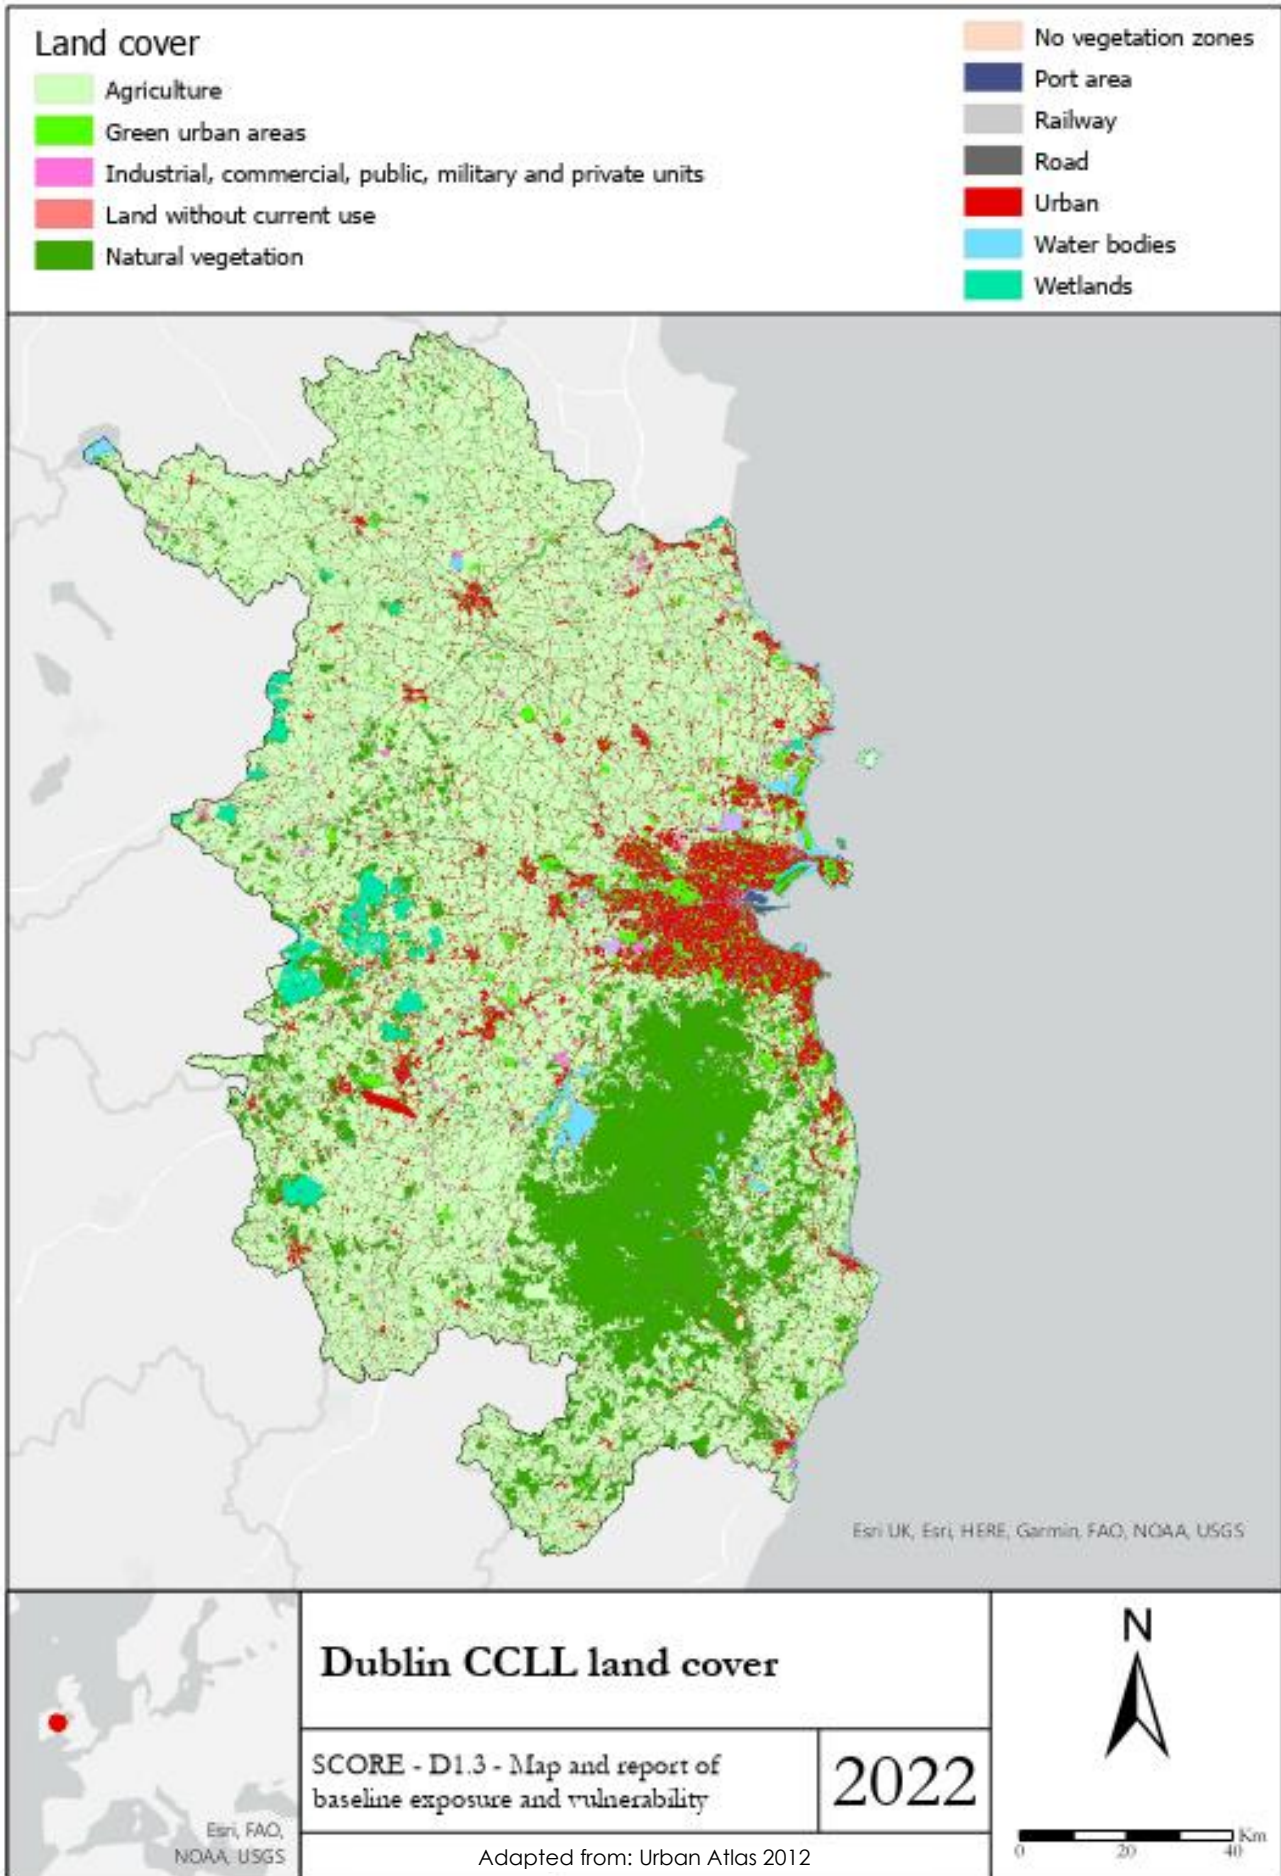 Land cover
Agriculture
Green urban areas
Industrial, commercial, public, military and private units
Land without current use
Natural vegetation
No vegetation zones
Port area
Railway
Road
Urban
Water bodies
Wetlands
Esri UK, Esri, HERE, Garmin, FAO, NOAA, USGS
Esri, FAO,
NOAA, USGS
Dublin CCLL land cover
SCORE - D1.3 - Map and report of
baseline exposure and vulnerability
2022
Adapted from: Urban Atlas 2012
N
Km
0 20 40